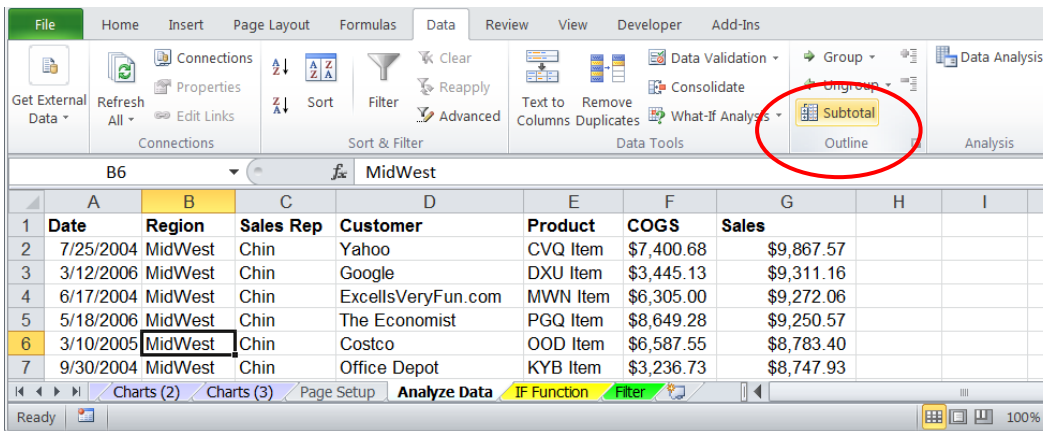 File Home Insert Page Layout Formulas Data Review View Developer Add-Ins
Get External Data
Refresh All
Connections
Properties
Edit Links
Connections
A Z
Z A
A Z Z A
Sort
Filter
Clear
Reapply
Advanced
Sort & Filter
Text to Columns
Remove Duplicates
Data Validation
Consolidate
What-If Analysis
Data Tools
Group
Ungroup
Subtotal
Outline
Data Analysis
Analysis
B6 fx MidWest
A B C D E F G H I
1 Date Region Sales Rep Customer Product COGS Sales
2 7/25/2004 MidWest Chin Yahoo CVQ Item $7,400.68 $9,867.57
3 3/12/2006 MidWest Chin Google DXU Item $3,445.13 $9,311.16
4 6/17/2004 MidWest Chin ExcelIsVeryFun.com MWN Item $6,305.00 $9,272.06
5 5/18/2006 MidWest Chin The Economist PGQ Item $8,649.28 $9,250.57
6 3/10/2005 MidWest Chin Costco OOD Item $6,587.55 $8,783.40
7 9/30/2004 MidWest Chin Office Depot KYB Item $3,236.73 $8,747.93
Charts (2) Charts (3) Page Setup Analyze Data IF Function Filter
Ready 100%